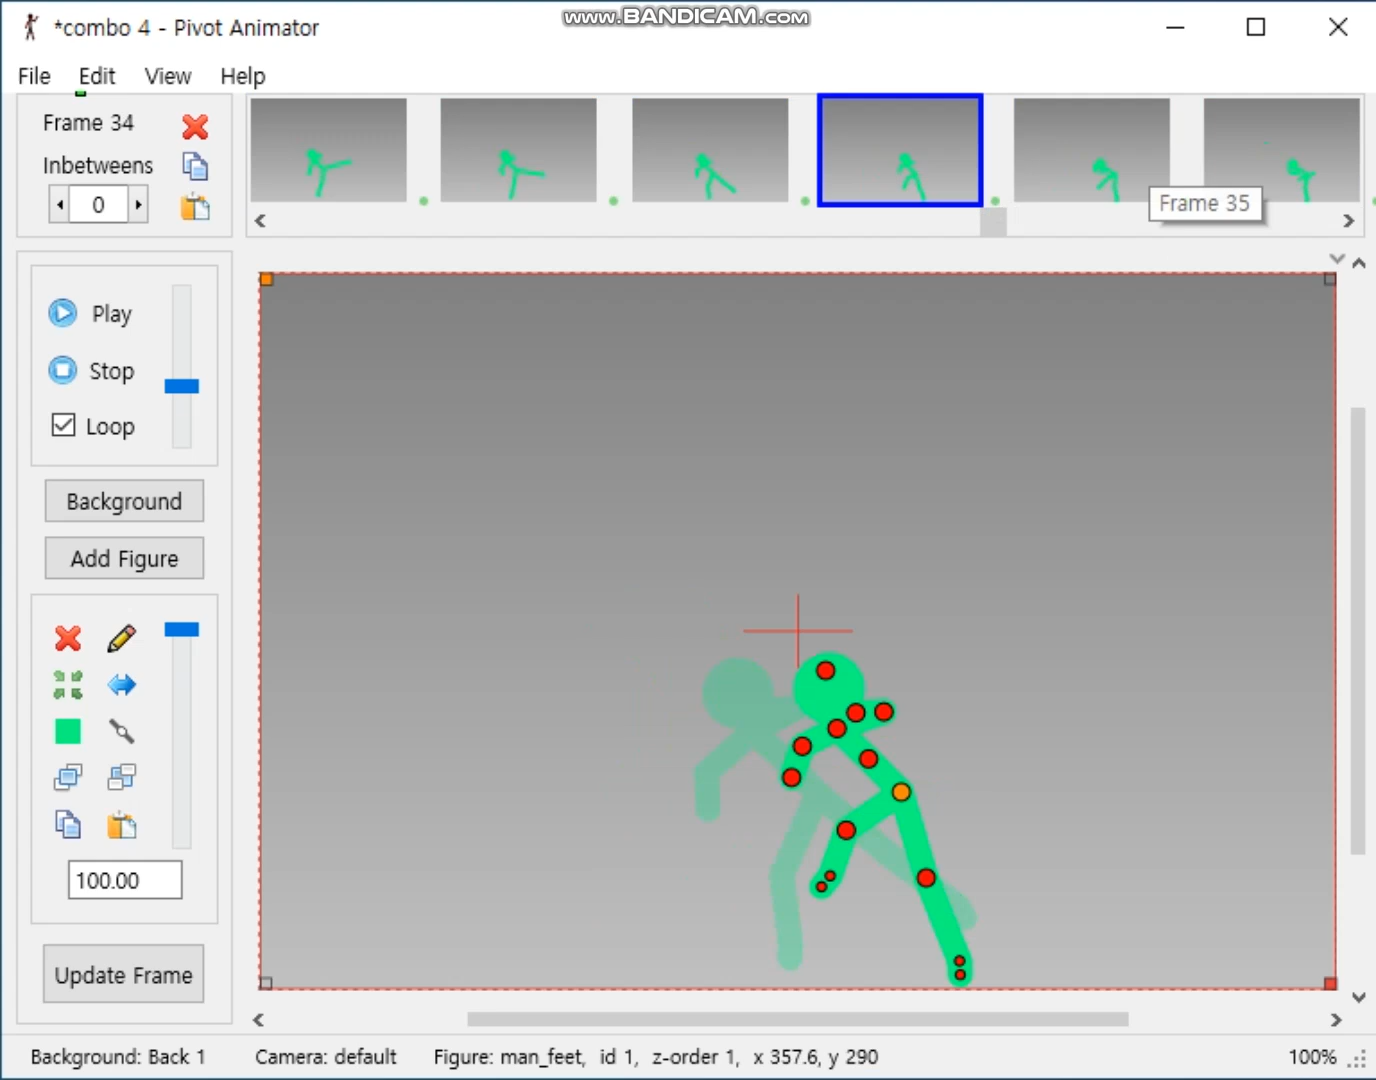 www.BANDICAM.com
*combo 4 - Pivot Animator
File Edit View Help
Frame 34
Inbetweens
0
Frame 35
Play
Stop
Loop
Background
Add Figure
100.00
Update Frame
Background: Back 1 Camera: default Figure: man_feet, id 1, z-order 1, x 357.6, y 290 100%